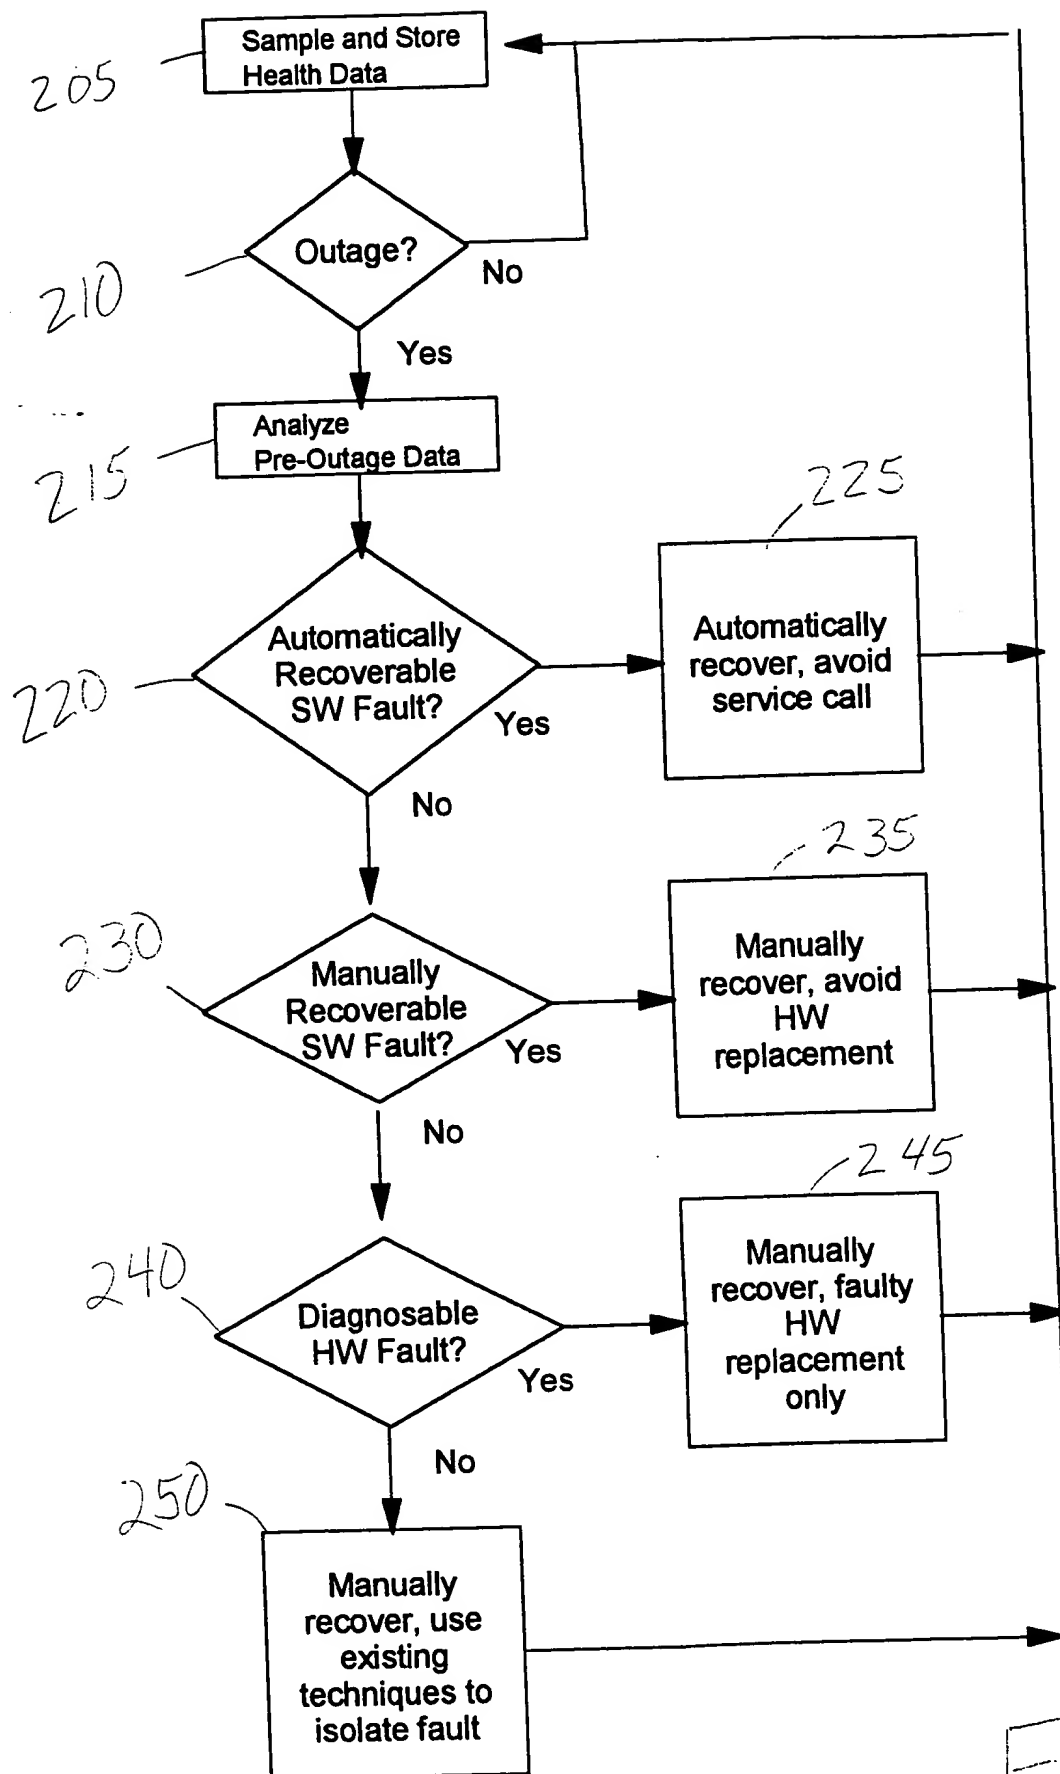 Sample and Store
Health Data
205
Outage?
210
No
Yes
Analyze
Pre-Outage Data
215
225
Automatically
Recoverable
SW Fault?
220
Yes
Automatically
recover, avoid
service call
No
235
230
Manually
Recoverable
SW Fault?
Yes
Manually
recover, avoid
HW
replacement
No
245
240
Diagnosable
HW Fault?
Yes
Manually
recover, faulty
HW
replacement
only
No
250
Manually
recover, use
existing
techniques to
isolate fault